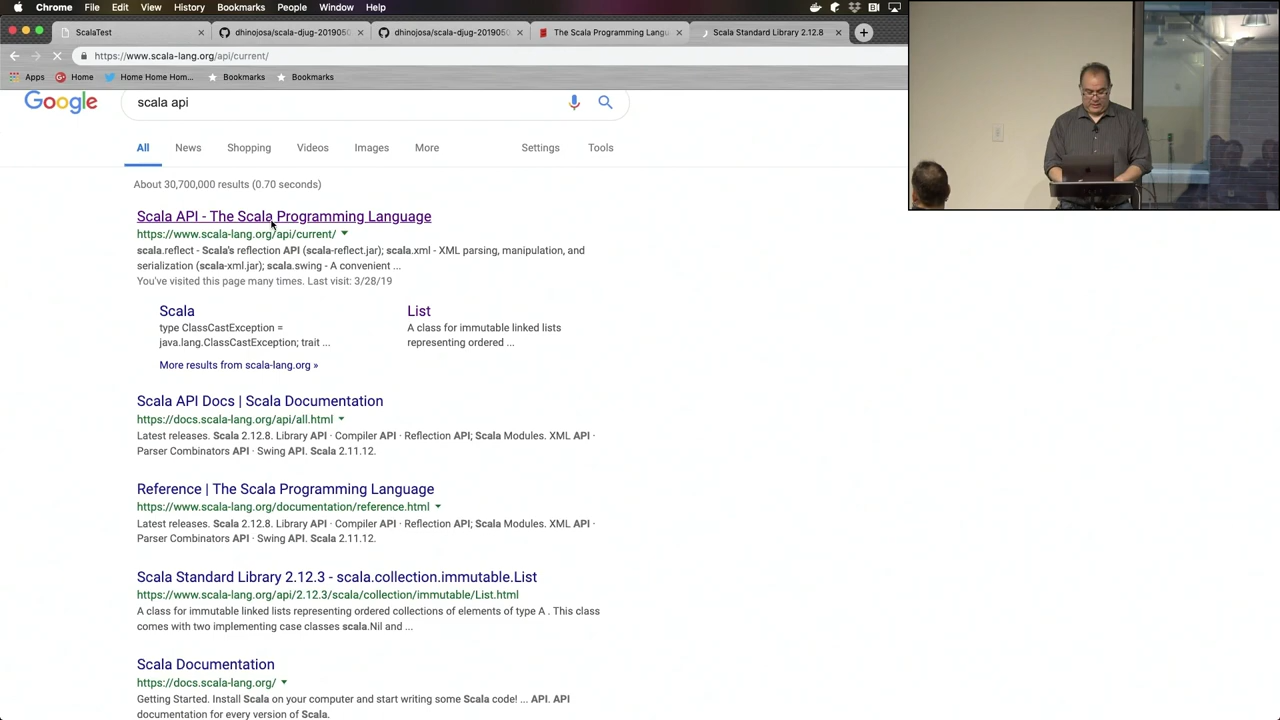 Chrome File Edit View History Bookmarks People Window Help
ScalaTest
dhinojosa/scala-djug-2019050
dhinojosa/scala-djug-2019050
The Scala Programming Langu
Scala Standard Library 2.12.8
https://www.scala-lang.org/api/current/
Apps Home Home Home Hom... Bookmarks Bookmarks
Google
scala api
All News Shopping Videos Images More Settings Tools
About 30,700,000 results (0.70 seconds)
Scala API - The Scala Programming Language
https://www.scala-lang.org/api/current/
scala.reflect - Scala's reflection API (scala-reflect.jar); scala.xml - XML parsing, manipulation, and
serialization (scala-xml.jar); scala.swing - A convenient ...
You've visited this page many times. Last visit: 3/28/19
Scala
type ClassCastException =
java.lang.ClassCastException; trait ...
List
A class for immutable linked lists
representing ordered ...
More results from scala-lang.org »
Scala API Docs | Scala Documentation
https://docs.scala-lang.org/api/all.html
Latest releases. Scala 2.12.8. Library API · Compiler API · Reflection API; Scala Modules. XML API ·
Parser Combinators API · Swing API. Scala 2.11.12.
Reference | The Scala Programming Language
https://www.scala-lang.org/documentation/reference.html
Latest releases. Scala 2.12.8. Library API · Compiler API · Reflection API; Scala Modules. XML API ·
Parser Combinators API · Swing API. Scala 2.11.12.
Scala Standard Library 2.12.3 - scala.collection.immutable.List
https://www.scala-lang.org/api/2.12.3/scala/collection/immutable/List.html
A class for immutable linked lists representing ordered collections of elements of type A . This class
comes with two implementing case classes scala.Nil and ...
Scala Documentation
https://docs.scala-lang.org/
Getting Started. Install Scala on your computer and start writing some Scala code! ... API. API
documentation for every version of Scala.